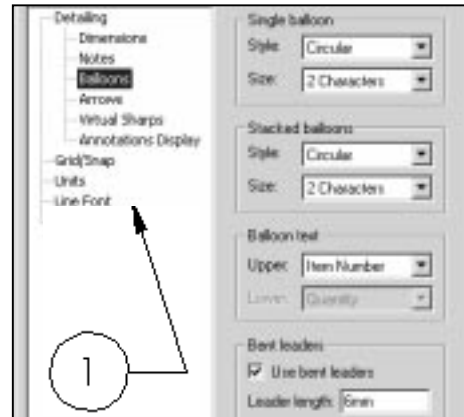 Detailing
Dimensions
Notes
Balloons
Arrows
Virtual Sharps
Annotations Display
Grid/Snap
Units
Line Font
1
Single balloon
Style: Circular
Size: 2 Characters
Stacked balloons
Style: Circular
Size: 2 Characters
Balloon text
Upper: Item Number
Lower: Quantity
Bent leaders
Use bent leaders
Leader length: 6mm